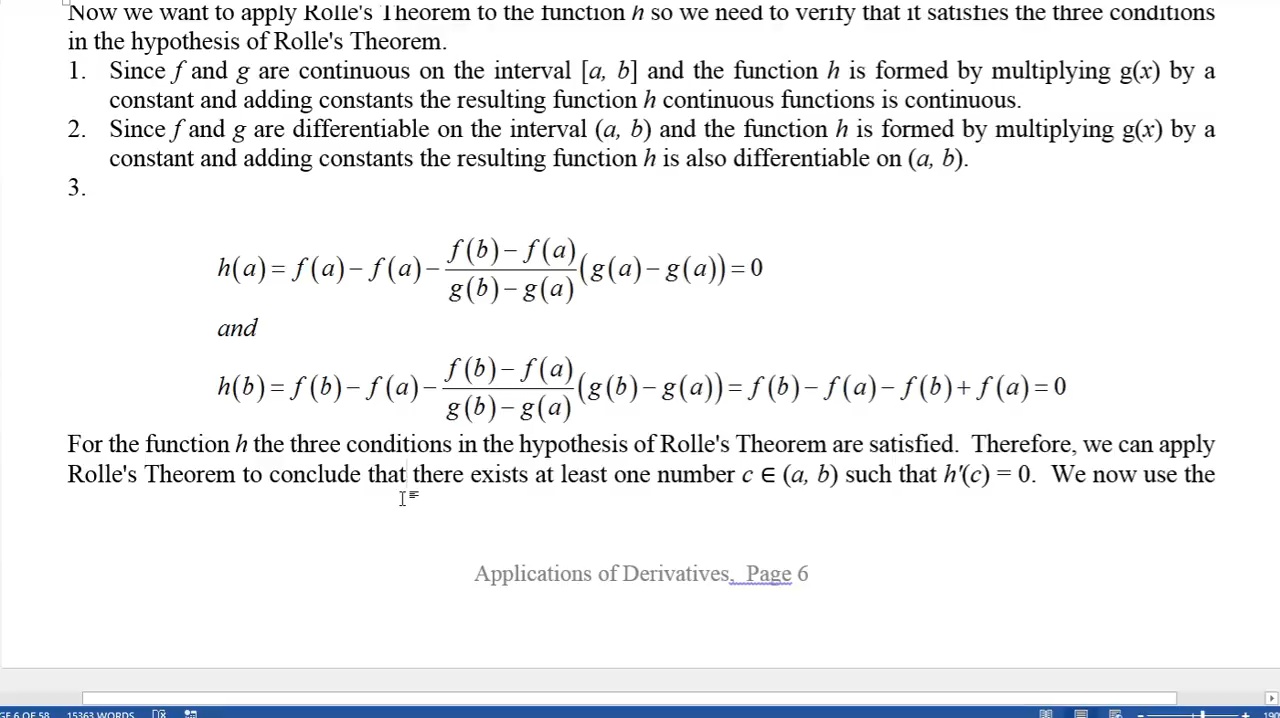 Now we want to apply Rolle's Theorem to the function h so we need to verify that it satisfies the three conditions
in the hypothesis of Rolle's Theorem.
1. Since f and g are continuous on the interval [a, b] and the function h is formed by multiplying g(x) by a
constant and adding constants the resulting function h continuous functions is continuous.
2. Since f and g are differentiable on the interval (a, b) and the function h is formed by multiplying g(x) by a
constant and adding constants the resulting function h is also differentiable on (a, b).
3.
h(a) = f(a) − f(a) − (f(b) − f(a))/(g(b) − g(a)) (g(a) − g(a)) = 0
and
h(b) = f(b) − f(a) − (f(b) − f(a))/(g(b) − g(a)) (g(b) − g(a)) = f(b) − f(a) − f(b) + f(a) = 0
For the function h the three conditions in the hypothesis of Rolle's Theorem are satisfied. Therefore, we can apply
Rolle's Theorem to conclude that there exists at least one number c ∈ (a, b) such that h'(c) = 0. We now use the
Applications of Derivatives, Page 6
GE 6 OF 58 15363 WORDS